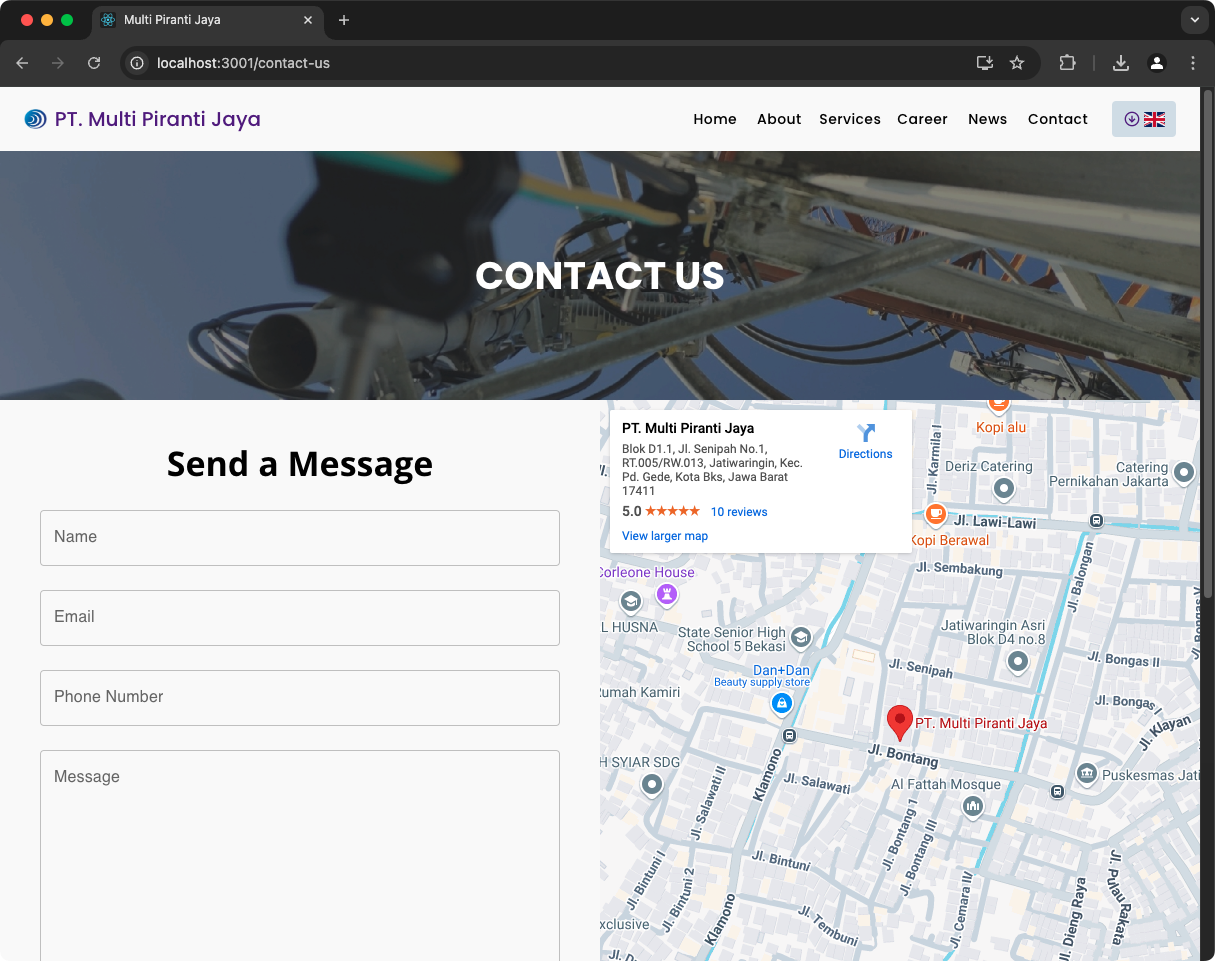 Multi Piranti Jaya
localhost:3001/contact-us
PT. Multi Piranti Jaya
Home About Services Career News Contact
CONTACT US
Send a Message
Name
Email
Phone Number
Message
PT. Multi Piranti Jaya
Blok D1.1, Jl. Senipah No.1,
RT.005/RW.013, Jatiwaringin, Kec.
Pd. Gede, Kota Bks, Jawa Barat
17411
5.0 10 reviews
View larger map
Directions
Kopi alu
Jl. Karmila I
Deriz Catering
Catering
Pernikahan Jakarta
Jl. Lawi-Lawi
Kopi Berawal
Jl. Sembakung
Jl. Balongan
Corleone House
L HUSNA
State Senior High
School 5 Bekasi
Jatiwaringin Asri
Blok D4 no.8
Jl. Bongas II
Dan+Dan
Beauty supply store
Jl. Senipah
Rumah Kamiri
Jl. Bongas I
PT. Multi Piranti Jaya
Jl. Klayan
Jl. Bontang
H SYIAR SDG
Klamono
Jl. Salawati
Jl. Salawati II
Al Fattah Mosque
Puskesmas Jati
Jl. Bontang 1
Jl. Bontang III
Jl. Bintuni
Jl. Bintuni I
Jl. Bintuni 2
Klamono
Jl. Tembuni
Jl. Cemara IV
Jl. Dieng Raya
Jl. Pulau Rakata
xclusive